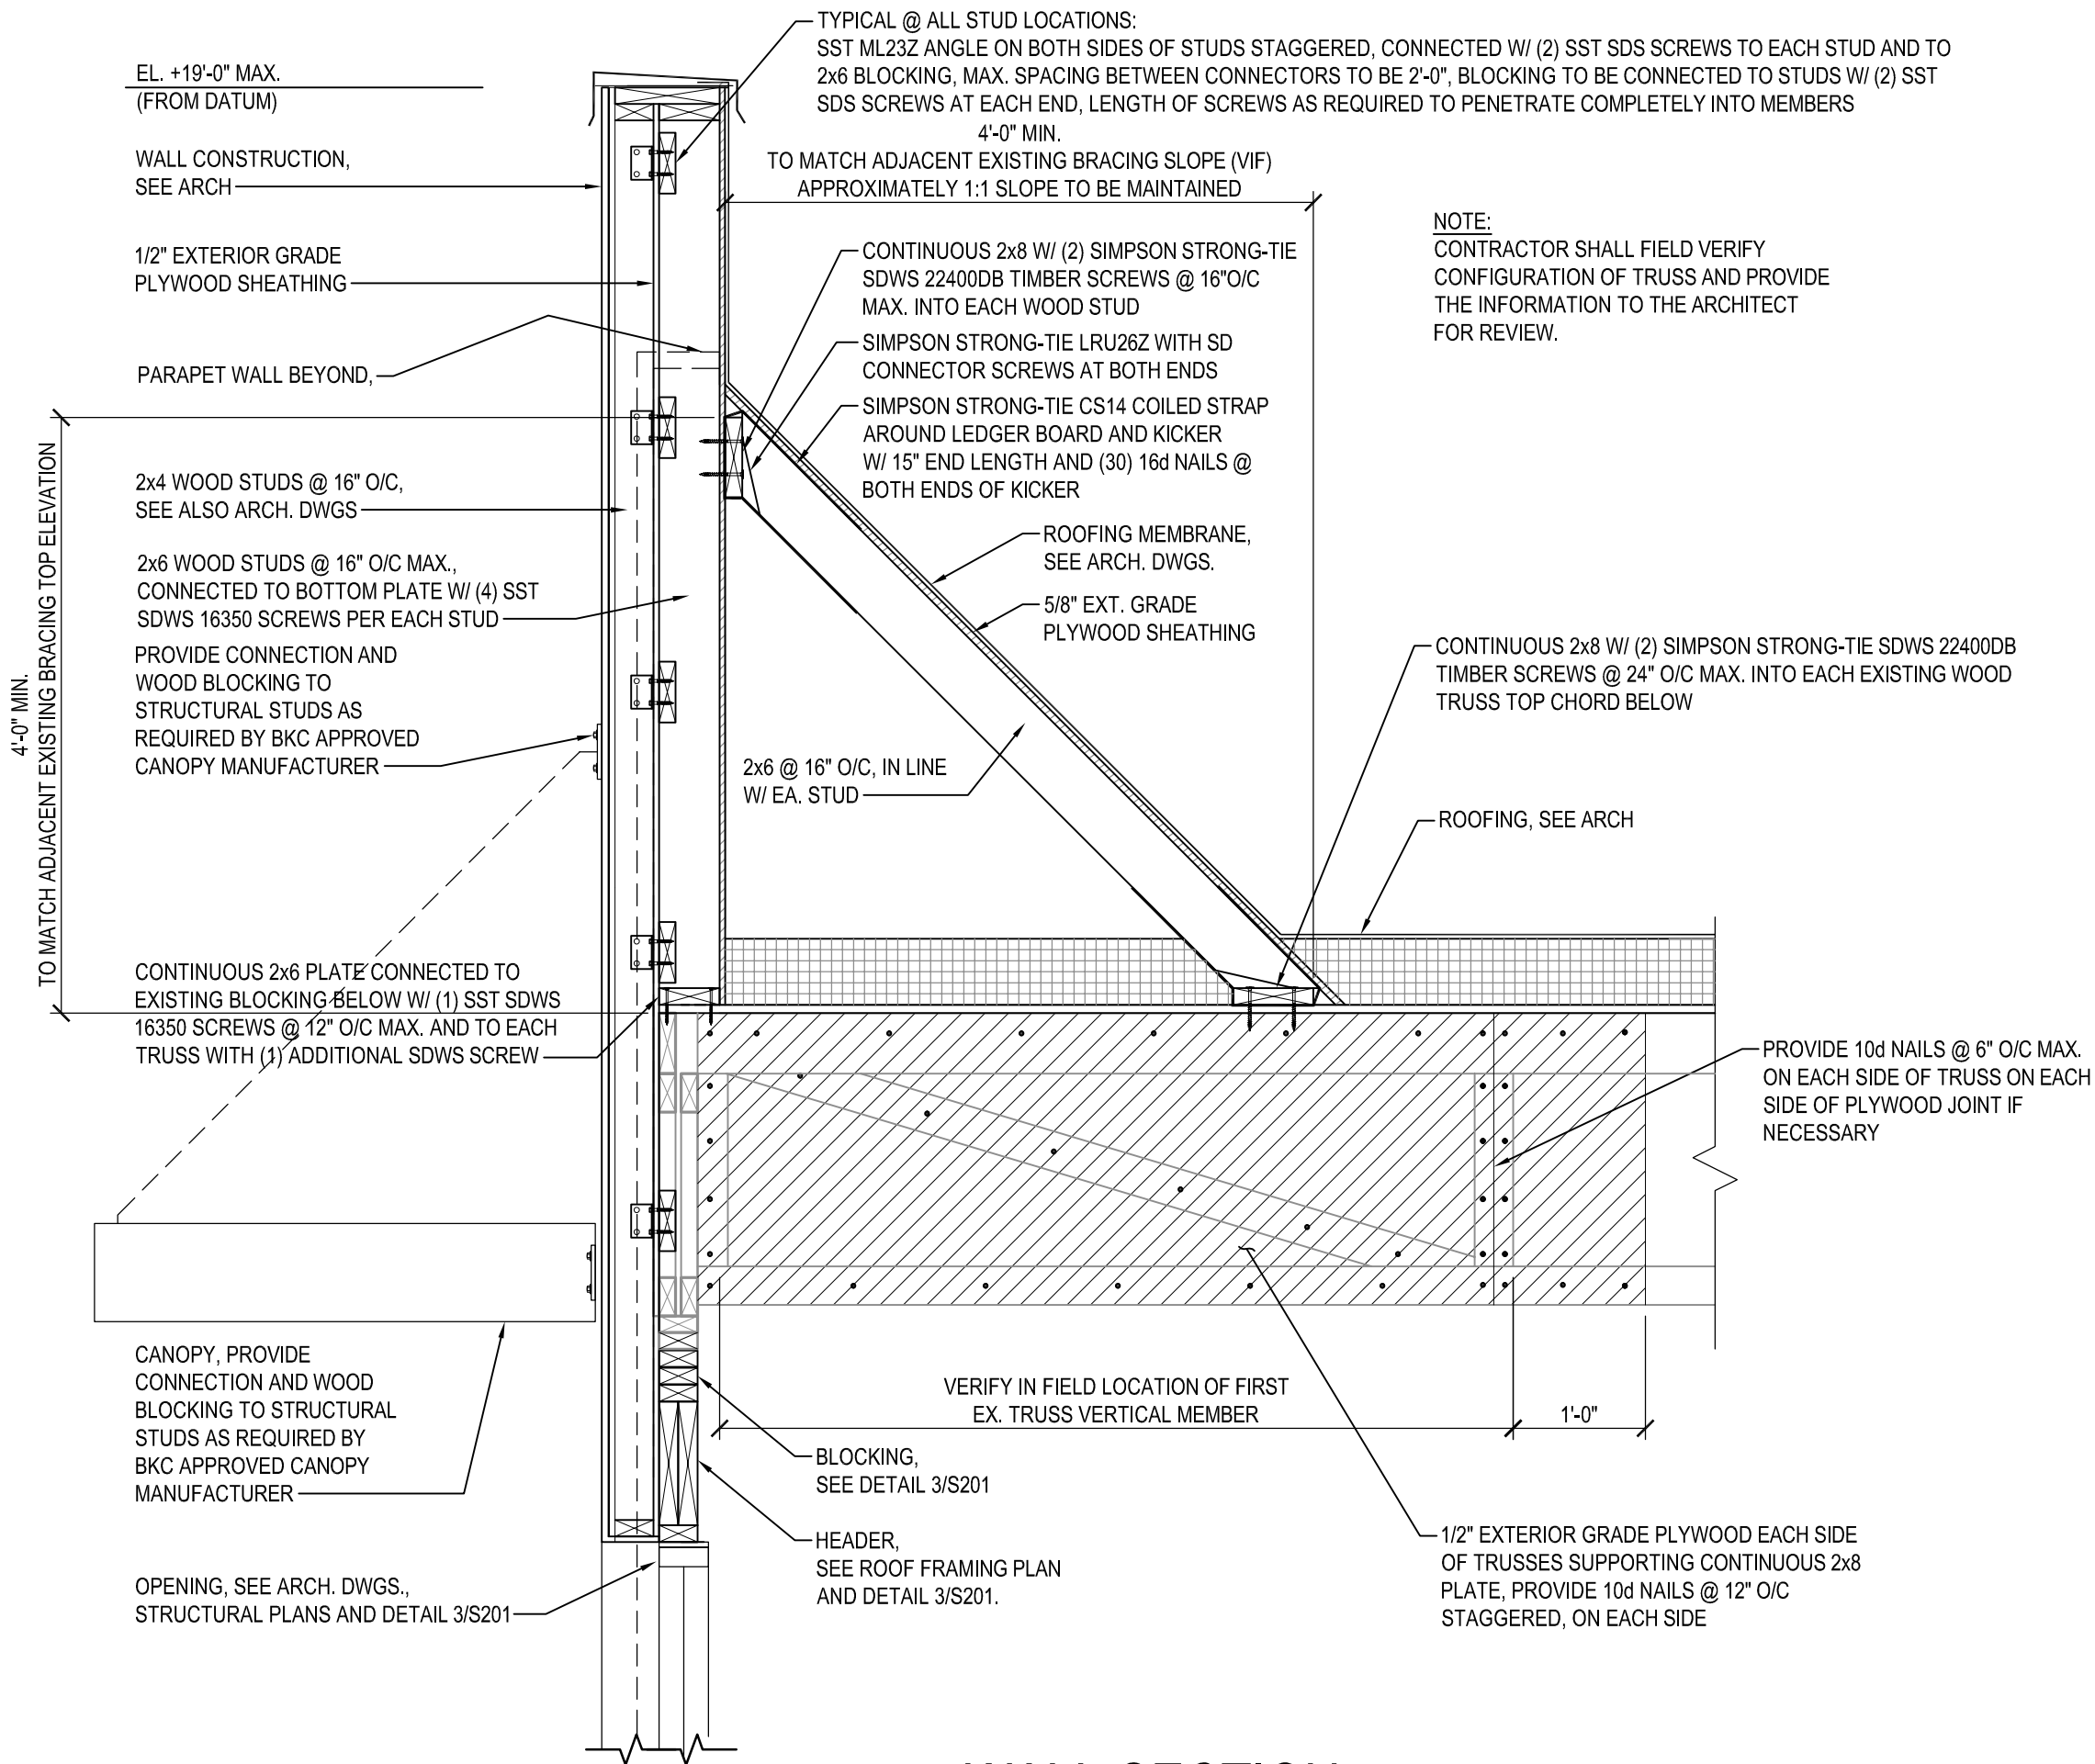 TYPICAL @ ALL STUD LOCATIONS:
SST ML23Z ANGLE ON BOTH SIDES OF STUDS STAGGERED, CONNECTED W/ (2) SST SDS SCREWS TO EACH STUD AND TO
2x6 BLOCKING, MAX. SPACING BETWEEN CONNECTORS TO BE 2'-0", BLOCKING TO BE CONNECTED TO STUDS W/ (2) SST
SDS SCREWS AT EACH END, LENGTH OF SCREWS AS REQUIRED TO PENETRATE COMPLETELY INTO MEMBERS
EL. +19'-0" MAX.
(FROM DATUM)
4'-0" MIN.
TO MATCH ADJACENT EXISTING BRACING SLOPE (VIF)
APPROXIMATELY 1:1 SLOPE TO BE MAINTAINED
WALL CONSTRUCTION,
SEE ARCH
NOTE:
CONTRACTOR SHALL FIELD VERIFY
CONFIGURATION OF TRUSS AND PROVIDE
THE INFORMATION TO THE ARCHITECT
FOR REVIEW.
1/2" EXTERIOR GRADE
PLYWOOD SHEATHING
CONTINUOUS 2x8 W/ (2) SIMPSON STRONG-TIE
SDWS 22400DB TIMBER SCREWS @ 16"O/C
MAX. INTO EACH WOOD STUD
SIMPSON STRONG-TIE LRU26Z WITH SD
CONNECTOR SCREWS AT BOTH ENDS
PARAPET WALL BEYOND,
SIMPSON STRONG-TIE CS14 COILED STRAP
AROUND LEDGER BOARD AND KICKER
W/ 15" END LENGTH AND (30) 16d NAILS @
BOTH ENDS OF KICKER
4'-0" MIN.
TO MATCH ADJACENT EXISTING BRACING TOP ELEVATION
2x4 WOOD STUDS @ 16" O/C,
SEE ALSO ARCH. DWGS
ROOFING MEMBRANE,
SEE ARCH. DWGS.
2x6 WOOD STUDS @ 16" O/C MAX.,
CONNECTED TO BOTTOM PLATE W/ (4) SST
SDWS 16350 SCREWS PER EACH STUD
5/8" EXT. GRADE
PLYWOOD SHEATHING
PROVIDE CONNECTION AND
WOOD BLOCKING TO
STRUCTURAL STUDS AS
REQUIRED BY BKC APPROVED
CANOPY MANUFACTURER
CONTINUOUS 2x8 W/ (2) SIMPSON STRONG-TIE SDWS 22400DB
TIMBER SCREWS @ 24" O/C MAX. INTO EACH EXISTING WOOD
TRUSS TOP CHORD BELOW
2x6 @ 16" O/C, IN LINE
W/ EA. STUD
ROOFING, SEE ARCH
CONTINUOUS 2x6 PLATE CONNECTED TO
EXISTING BLOCKING BELOW W/ (1) SST SDWS
16350 SCREWS @ 12" O/C MAX. AND TO EACH
TRUSS WITH (1) ADDITIONAL SDWS SCREW
PROVIDE 10d NAILS @ 6" O/C MAX.
ON EACH SIDE OF TRUSS ON EACH
SIDE OF PLYWOOD JOINT IF
NECESSARY
CANOPY, PROVIDE
CONNECTION AND WOOD
BLOCKING TO STRUCTURAL
STUDS AS REQUIRED BY
BKC APPROVED CANOPY
MANUFACTURER
VERIFY IN FIELD LOCATION OF FIRST
EX. TRUSS VERTICAL MEMBER
1'-0"
BLOCKING,
SEE DETAIL 3/S201
HEADER,
SEE ROOF FRAMING PLAN
AND DETAIL 3/S201.
1/2" EXTERIOR GRADE PLYWOOD EACH SIDE
OF TRUSSES SUPPORTING CONTINUOUS 2x8
PLATE, PROVIDE 10d NAILS @ 12" O/C
STAGGERED, ON EACH SIDE
OPENING, SEE ARCH. DWGS.,
STRUCTURAL PLANS AND DETAIL 3/S201